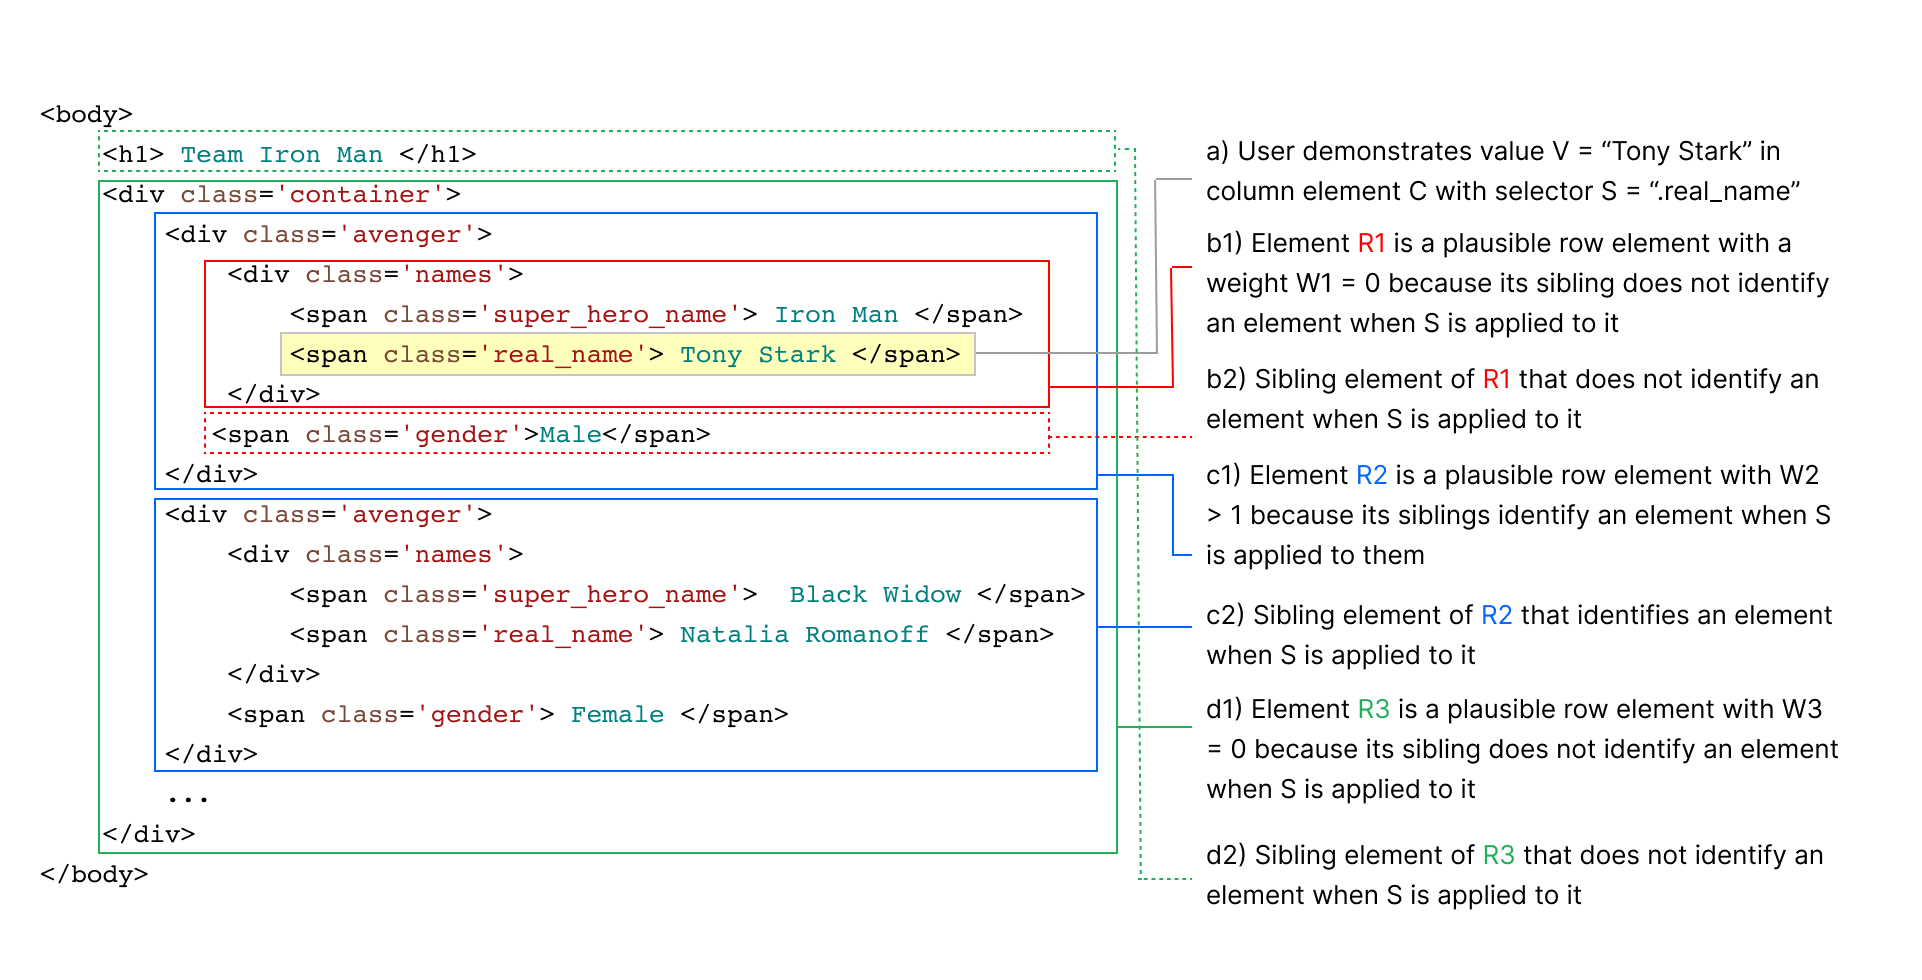 <body>
<h1> Team Iron Man </h1>
<div class='container'>
<div class='avenger'>
<div class='names'>
<span class='super_hero_name'> Iron Man </span>
<span class='real_name'> Tony Stark </span>
</div>
<span class='gender'>Male</span>
</div>
<div class='avenger'>
<div class='names'>
<span class='super_hero_name'>  Black Widow </span>
<span class='real_name'> Natalia Romanoff </span>
</div>
<span class='gender'> Female </span>
</div>
...
</div>
</body>
a) User demonstrates value V = “Tony Stark” in
column element C with selector S = “.real_name”
b1) Element R1 is a plausible row element with a
weight W1 = 0 because its sibling does not identify
an element when S is applied to it
b2) Sibling element of R1 that does not identify an
element when S is applied to it
c1) Element R2 is a plausible row element with W2
> 1 because its siblings identify an element when S
is applied to them
c2) Sibling element of R2 that identifies an element
when S is applied to it
d1) Element R3 is a plausible row element with W3
= 0 because its sibling does not identify an element
when S is applied to it
d2) Sibling element of R3 that does not identify an
element when S is applied to it